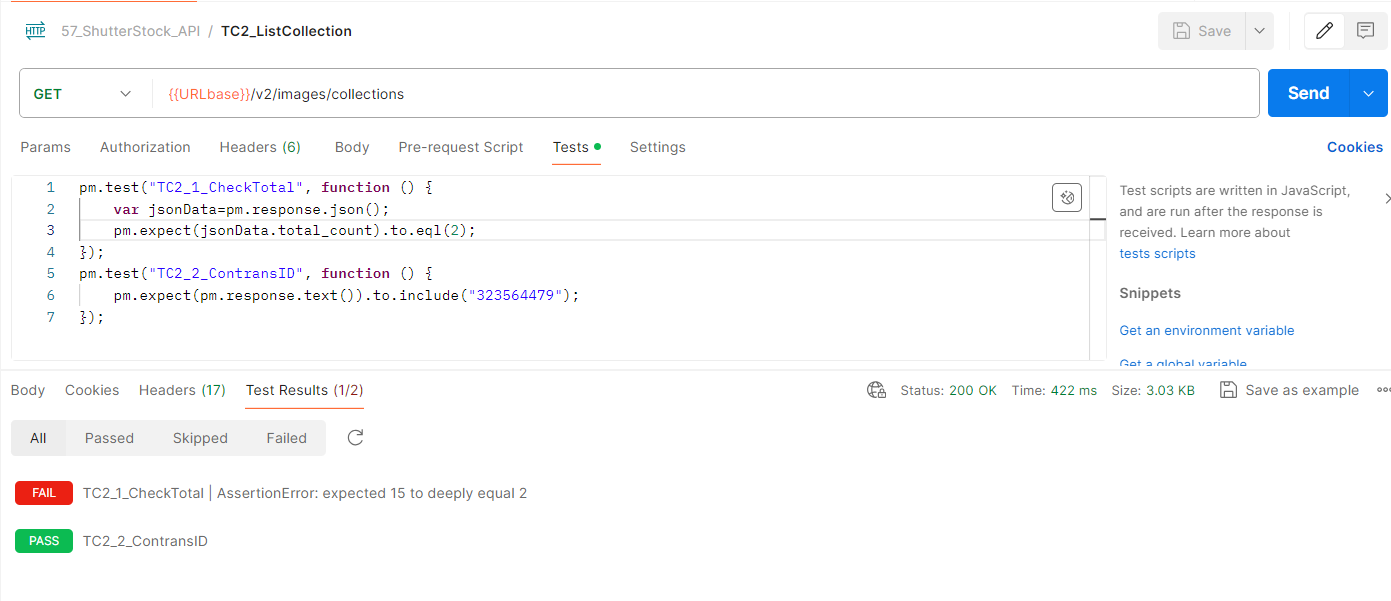 HTTP 57_ShutterStock_API / TC2_ListCollection Save
GET {{URLbase}}/v2/images/collections Send
Params Authorization Headers (6) Body Pre-request Script Tests Settings Cookies
1 pm.test("TC2_1_CheckTotal", function () {
2 var jsonData=pm.response.json();
3 pm.expect(jsonData.total_count).to.eql(2);
4 });
5 pm.test("TC2_2_ContransID", function () {
6 pm.expect(pm.response.text()).to.include("323564479");
7 });
Test scripts are written in JavaScript,
and are run after the response is
received. Learn more about
tests scripts
Snippets
Get an environment variable
Get a global variable
Body Cookies Headers (17) Test Results (1/2) Status: 200 OK Time: 422 ms Size: 3.03 KB Save as example
All Passed Skipped Failed
FAIL TC2_1_CheckTotal | AssertionError: expected 15 to deeply equal 2
PASS TC2_2_ContransID